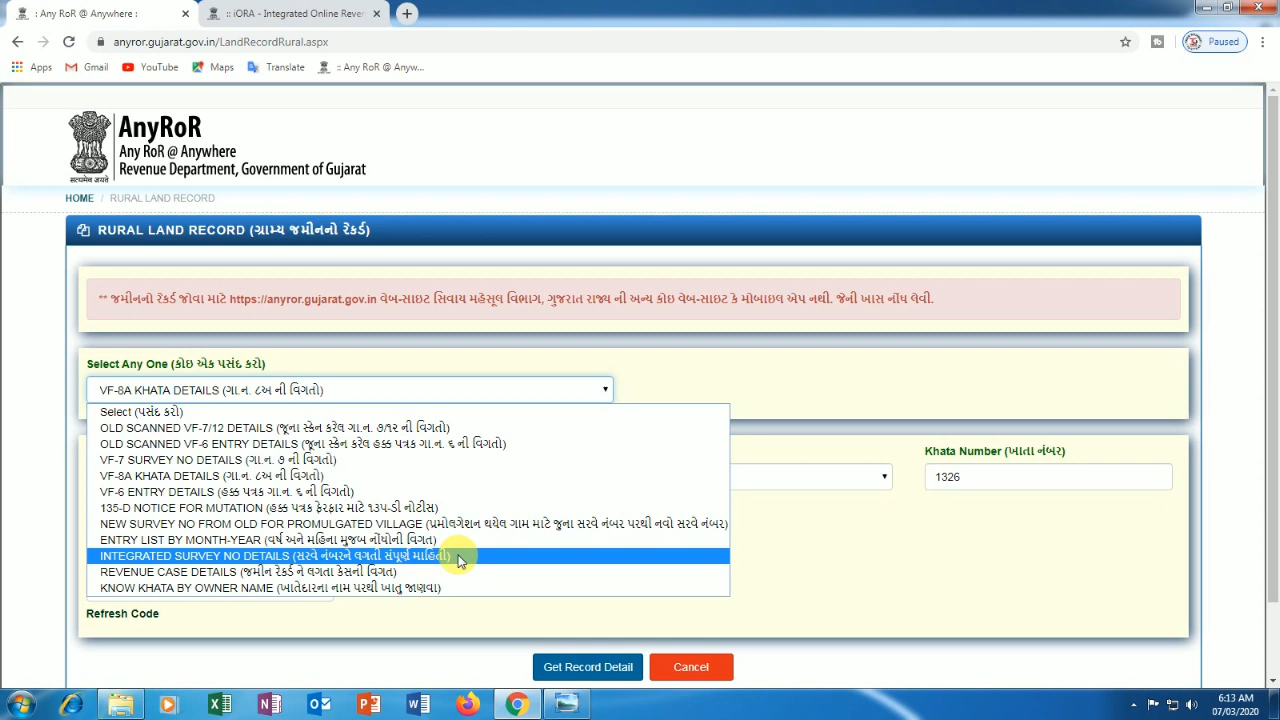 : Any RoR @ Anywhere :
:: iORA - Integrated Online Reve
anyror.gujarat.gov.in/LandRecordRural.aspx
Paused
Apps
Gmail
YouTube
Maps
Translate
:: Any RoR @ Anyw...
सत्यमेव जयते
AnyRoR
Any RoR @ Anywhere
Revenue Department, Government of Gujarat
HOME / RURAL LAND RECORD
RURAL LAND RECORD (ગ્રામ્ય જમીનનો રેકર્ડ)
** જમીનનો રેકર્ડ જોવા માટે https://anyror.gujarat.gov.in વેબ-સાઇટ સિવાય મહેસૂલ વિભાગ, ગુજરાત રાજ્ય ની અન્ય કોઇ વેબ-સાઇટ કે મોબાઇલ એપ નથી. જેની ખાસ નોંધ લેવી.
Select Any One (કોઇ એક પસંદ કરો)
VF-8A KHATA DETAILS (ગા.ન. ૮અ ની વિગતો)
Select (પસંદ કરો)
OLD SCANNED VF-7/12 DETAILS (જૂના સ્કેન કરેલ ગા.ન. ૭/૧૨ ની વિગતો)
OLD SCANNED VF-6 ENTRY DETAILS (જૂના સ્કેન કરેલ હક્ક પત્રક ગા.ન. ૬ ની વિગતો)
VF-7 SURVEY NO DETAILS (ગા.ન. ૭ ની વિગતો)
VF-8A KHATA DETAILS (ગા.ન. ૮અ ની વિગતો)
VF-6 ENTRY DETAILS (હક્ક પત્રક ગા.ન. ૬ ની વિગતો)
135-D NOTICE FOR MUTATION (હક્ક પત્રક ફેરફાર માટે ૧૩૫-ડી નોટીસ)
NEW SURVEY NO FROM OLD FOR PROMULGATED VILLAGE (પ્રમોલગેશન થયેલ ગામ માટે જુના સરવે નંબર પરથી નવો સરવે નંબર)
ENTRY LIST BY MONTH-YEAR (વર્ષ અને મહિના મુજબ નોંધોની વિગત)
INTEGRATED SURVEY NO DETAILS (સરવે નંબરને લગતી સંપૂર્ણ માહિતી)
REVENUE CASE DETAILS (જમીન રેકર્ડ ને લગતા કેસની વિગત)
KNOW KHATA BY OWNER NAME (ખાતેદારના નામ પરથી ખાતુ જાણવા)
Khata Number (ખાતા નંબર)
1326
Refresh Code
Get Record Detail
Cancel
6:13 AM
07/03/2020